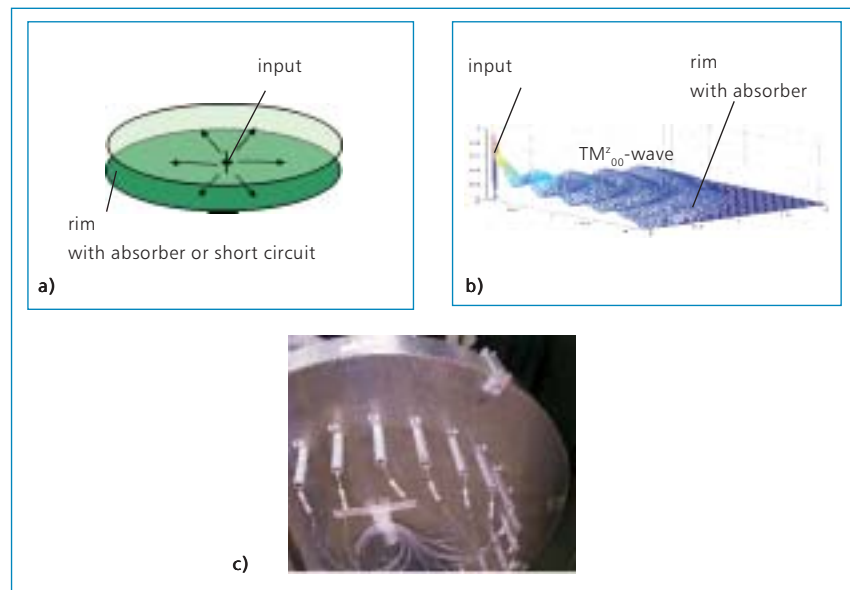 input
rim
with absorber or short circuit
a)
input
rim
with absorber
TMᶻ₀₀-wave
b)
c)